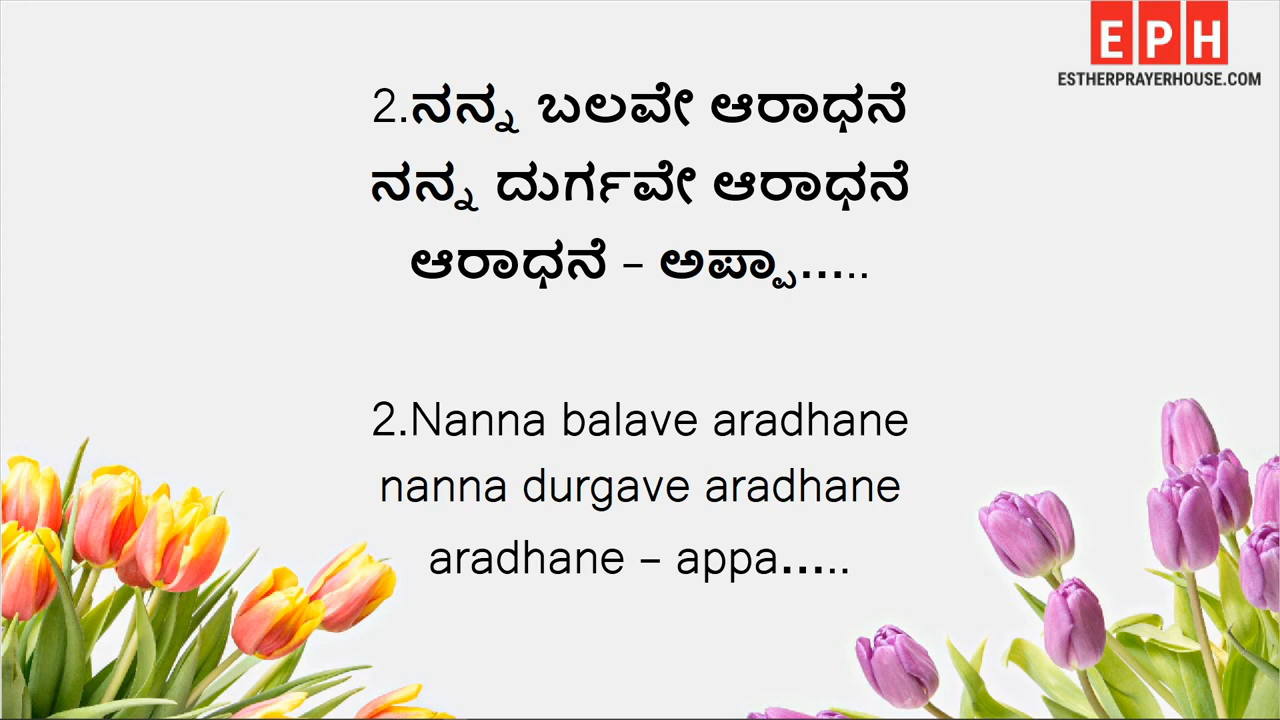 EPH
ESTHERPRAYERHOUSE.COM
2.ನನ್ನ ಬಲವೇ ಆರಾಧನೆ
ನನ್ನ ದುರ್ಗವೇ ಆರಾಧನೆ
ಆರಾಧನೆ – ಅಪ್ಪಾ.....
2.Nanna balave aradhane
nanna durgave aradhane
aradhane – appa.....